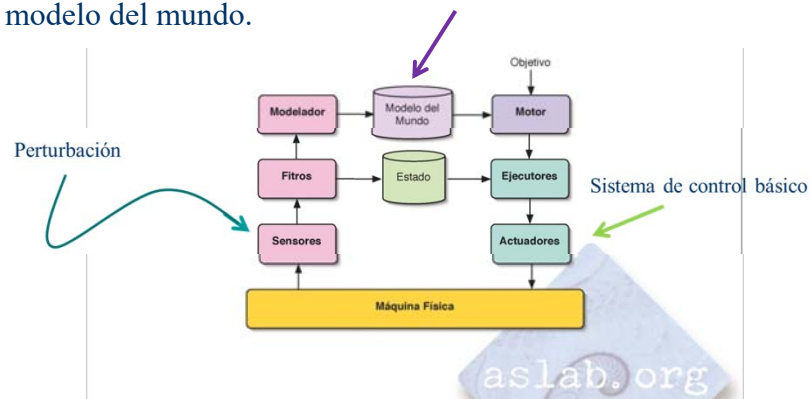 modelo del mundo.
Objetivo
Modelador
Modelo del
Mundo
Motor
Perturbación
Fitros
Estado
Ejecutores
Sistema de control básico
Sensores
Actuadores
Máquina Física
aslab.org